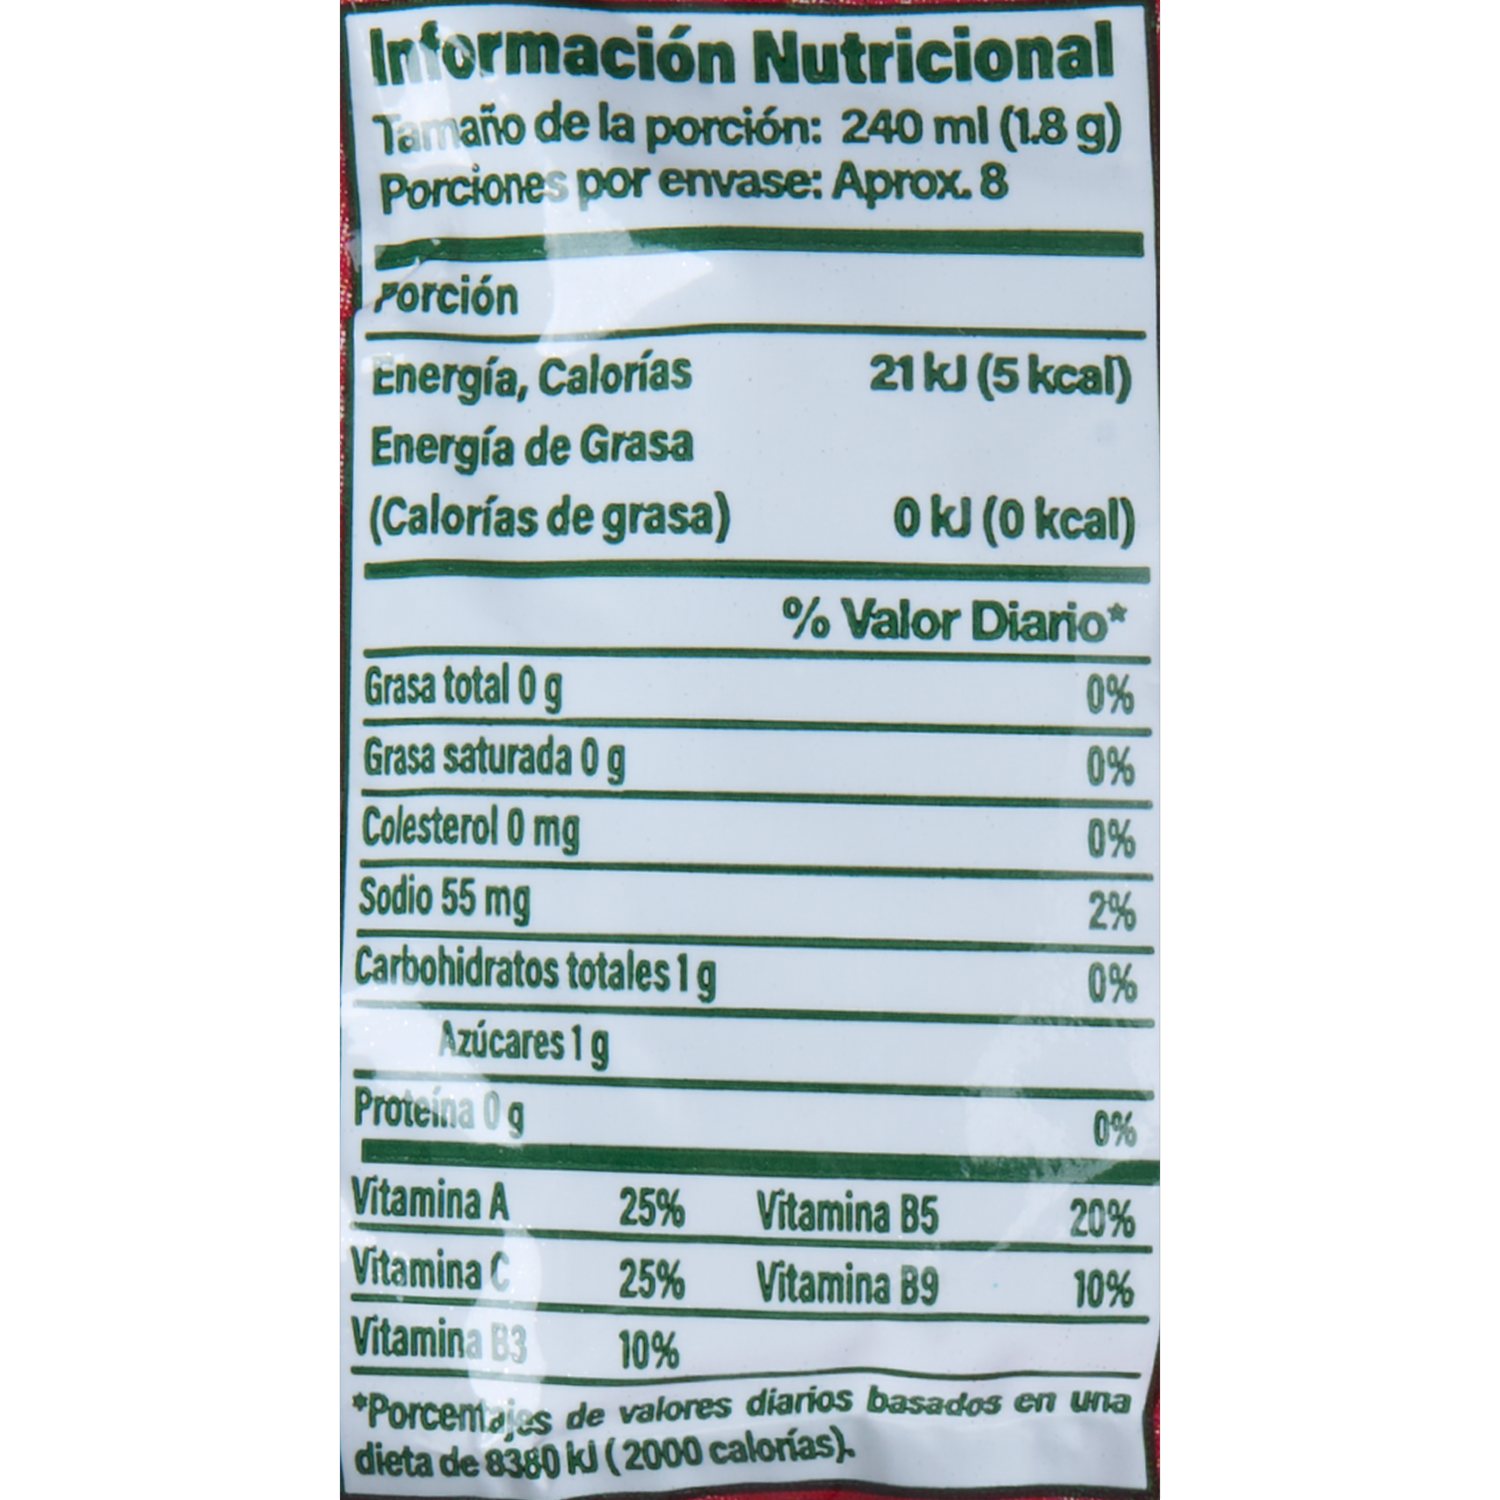 Información Nutricional
Tamaño de la porción: 240 ml (1.8 g)
Porciones por envase: Aprox. 8
Porción
Energía, Calorías 21 kJ (5 kcal)
Energía de Grasa
(Calorías de grasa) 0 kJ (0 kcal)
% Valor Diario*
Grasa total 0 g 0%
Grasa saturada 0 g 0%
Colesterol 0 mg 0%
Sodio 55 mg 2%
Carbohidratos totales 1 g 0%
Azúcares 1 g
Proteína 0 g 0%
Vitamina A 25% Vitamina B5 20%
Vitamina C 25% Vitamina B9 10%
Vitamina B3 10%
*Porcentajes de valores diarios basados en una
dieta de 8380 kJ (2000 calorías).